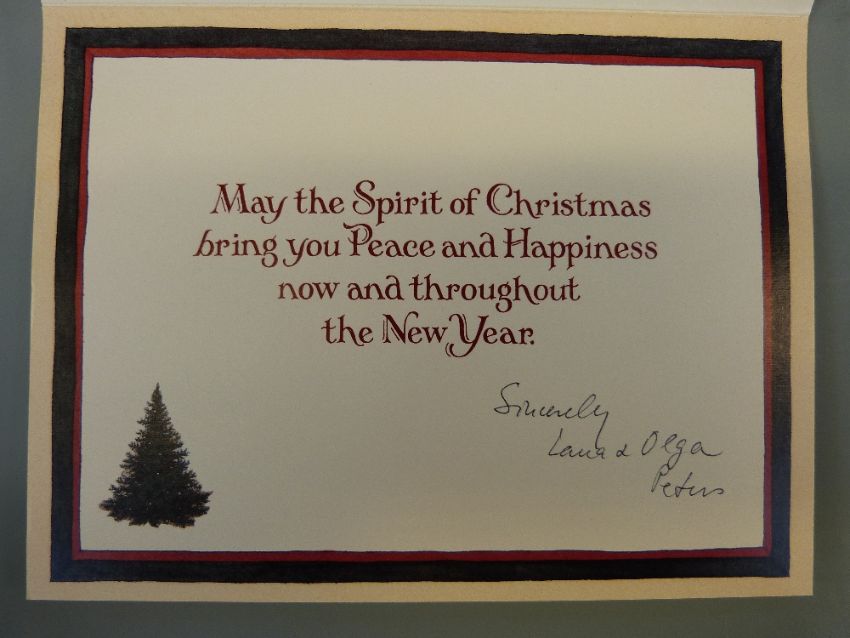 May the Spirit of Christmas
bring you Peace and Happiness
now and throughout
the New Year.
Sincerely
Lana & Olga
Peters